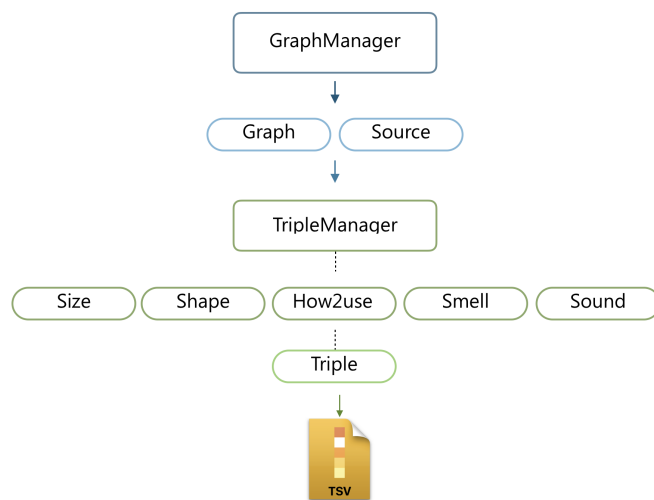 GraphManager
Graph Source
TripleManager
Size Shape How2use Smell Sound
Triple
TSV